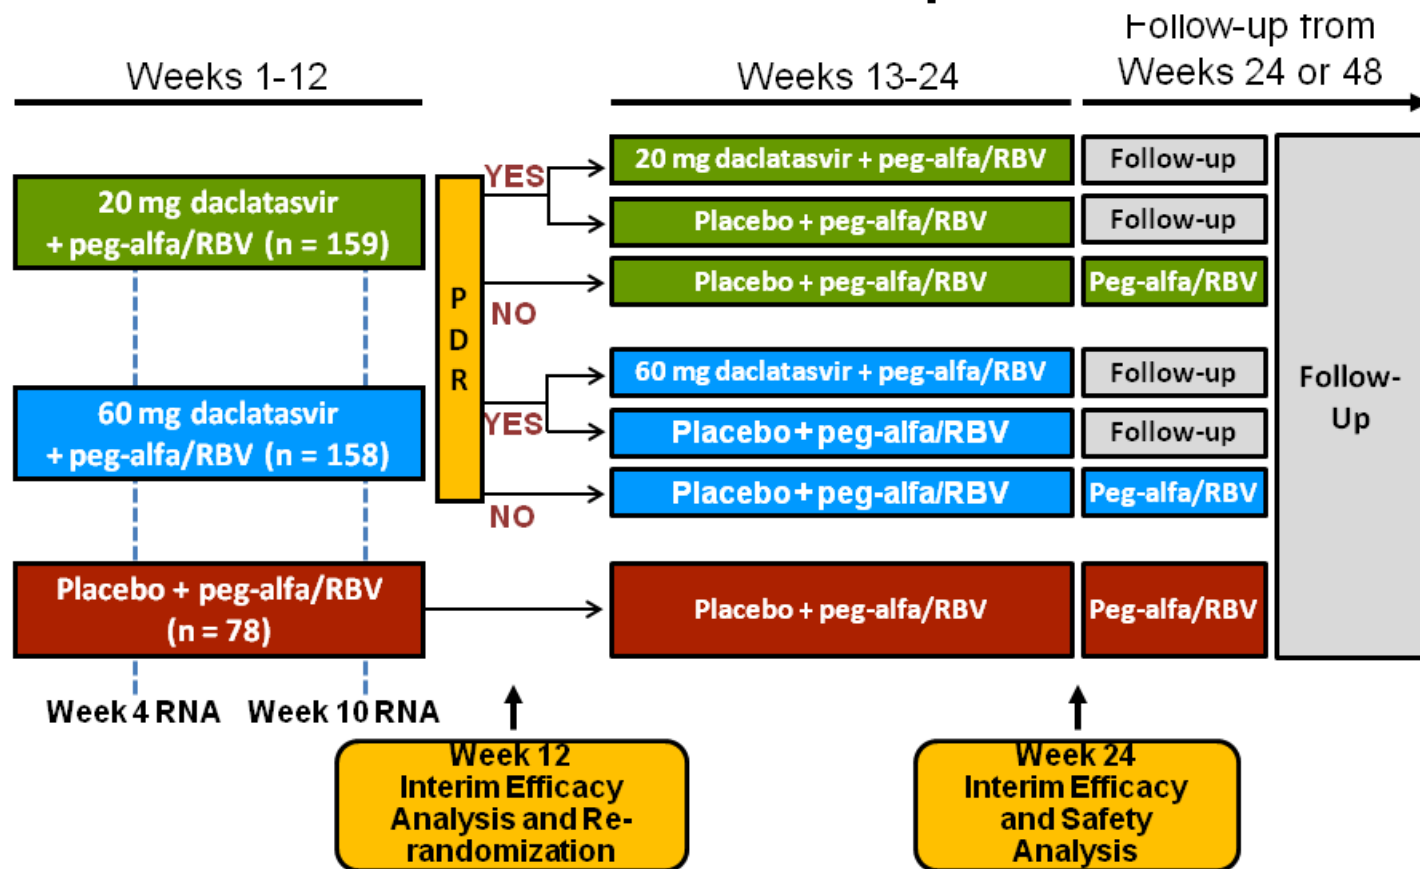 Follow-up from
Weeks 1-12
Weeks 13-24
Weeks 24 or 48
20 mg daclatasvir
+ peg-alfa/RBV (n = 159)
60 mg daclatasvir
+ peg-alfa/RBV (n = 158)
Placebo + peg-alfa/RBV
(n = 78)
Week 4 RNA
Week 10 RNA
P
D
R
YES
NO
YES
NO
20 mg daclatasvir + peg-alfa/RBV
Follow-up
Placebo + peg-alfa/RBV
Follow-up
Placebo + peg-alfa/RBV
Peg-alfa/RBV
60 mg daclatasvir + peg-alfa/RBV
Follow-up
Placebo + peg-alfa/RBV
Follow-up
Placebo + peg-alfa/RBV
Peg-alfa/RBV
Placebo + peg-alfa/RBV
Peg-alfa/RBV
Follow-
Up
Week 12
Interim Efficacy
Analysis and Re-
randomization
Week 24
Interim Efficacy
and Safety
Analysis